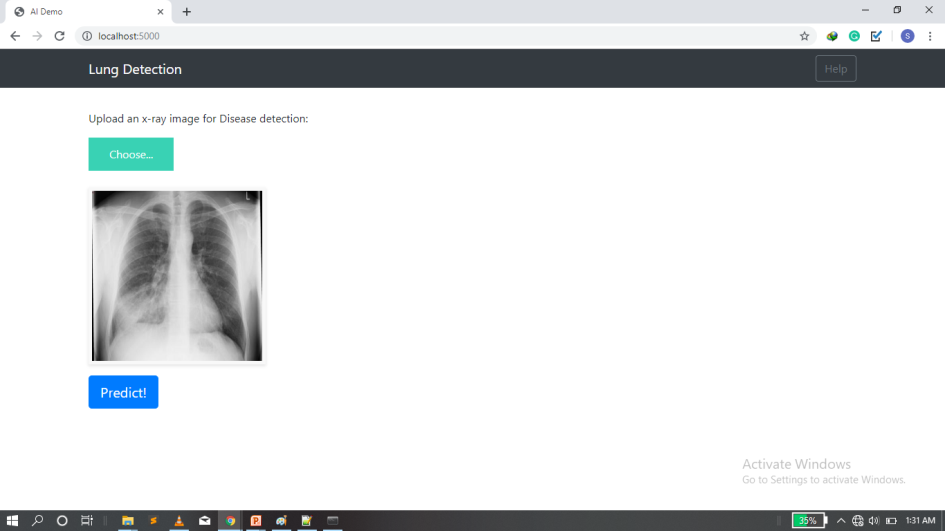 AI Demo
localhost:5000
S
Lung Detection
Help
Upload an x-ray image for Disease detection:
Choose...
L
Predict!
Activate Windows
Go to Settings to activate Windows.
35%
1:31 AM